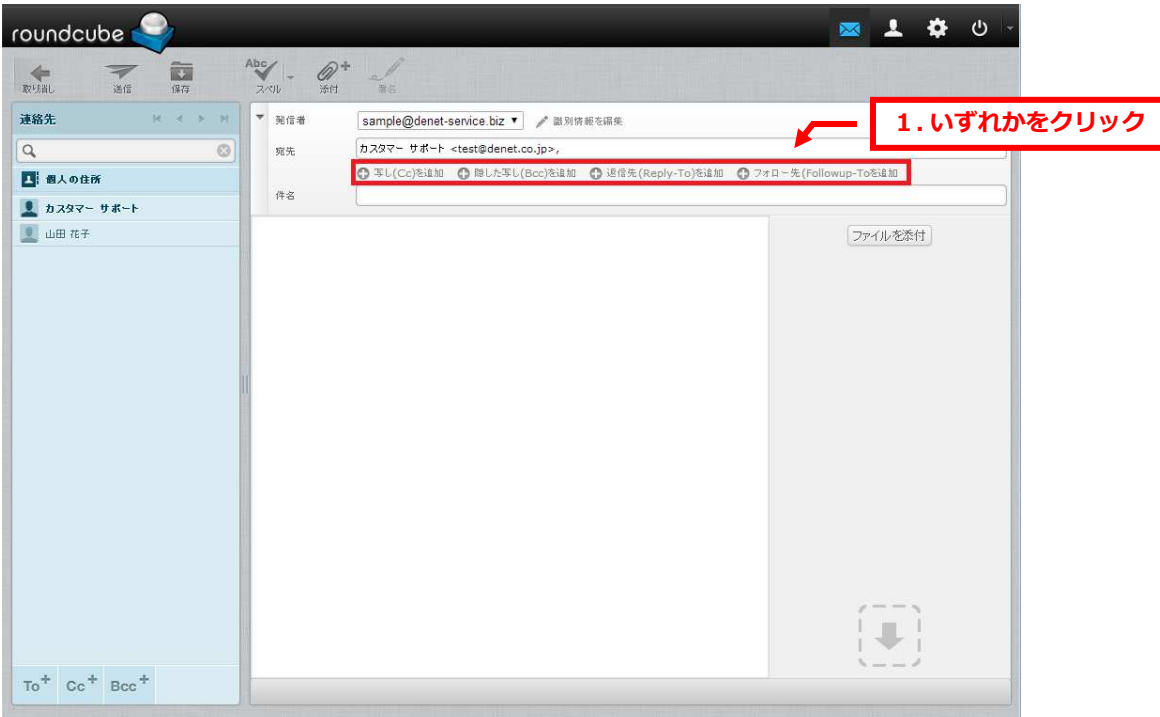 roundcube
取り消し 送信 保存 Abc スペル 添付 署名
連絡先
個人の住所
カスタマー サポート
山田 花子
発信者 sample@denet-service.biz 識別情報を編集
1.いずれかをクリック
宛先 カスタマー サポート <test@denet.co.jp>,
写し(Cc)を追加 隠した写し(Bcc)を追加 返信先(Reply-To)を追加 フォロー先(Followup-Toを追加
件名
ファイルを添付
To+ Cc+ Bcc+